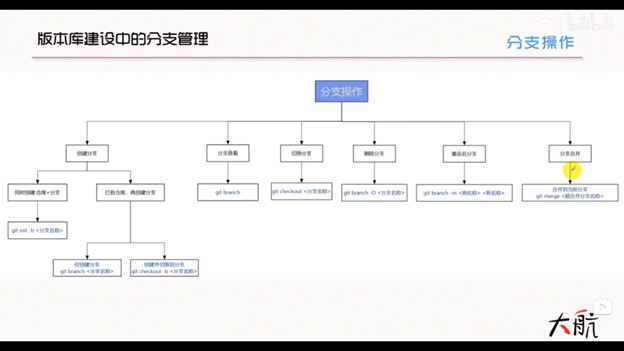 版本库建设中的分支管理
分支操作
bilibili
分支操作
创建分支
分支查看
切换分支
删除分支
重命名分支
分支合并
同时创建:仓库+分支
已有仓库，再创建分支
git branch
git checkout <分支名称>
git branch -D <分支名称>
git branch -m <原名称> <新名称>
合并到当前分支
git merge <被合并分支名称>
git init -b <分支名称>
仅创建分支
git branch <分支名称>
创建并切换到分支
git checkout -b <分支名称>
大航